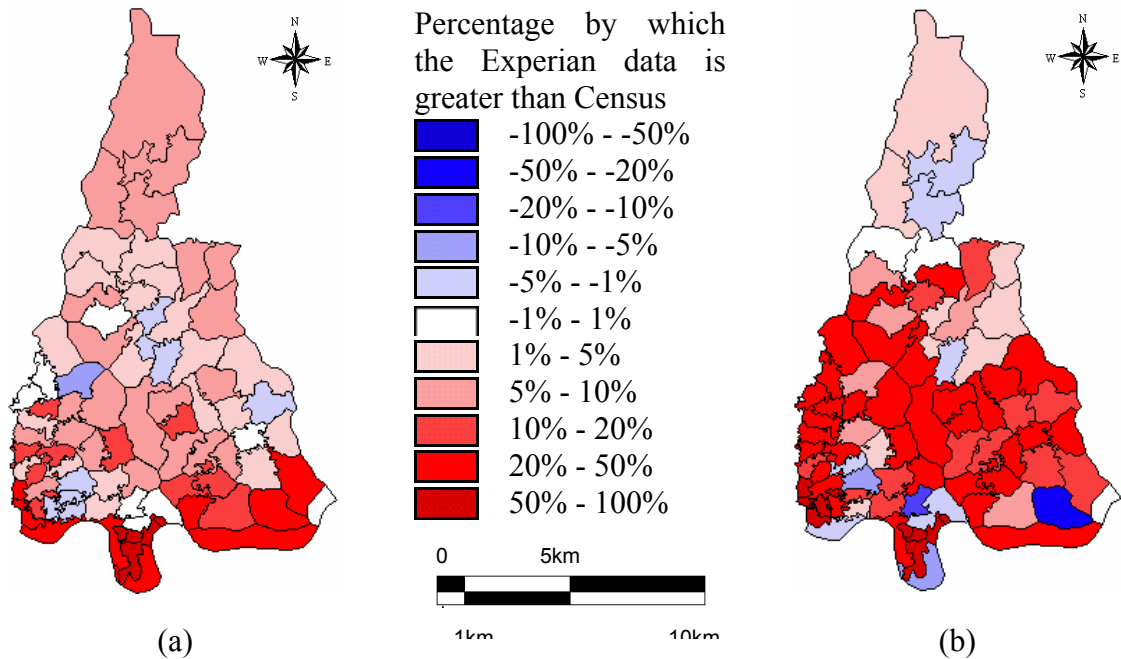 N
W E
S
Percentage by which
the Experian data is
greater than Census
-100% - -50%
-50% - -20%
-20% - -10%
-10% - -5%
-5% - -1%
-1% - 1%
1% - 5%
5% - 10%
10% - 20%
20% - 50%
50% - 100%
0 5km
1km 10km
(a)
N
W E
S
(b)